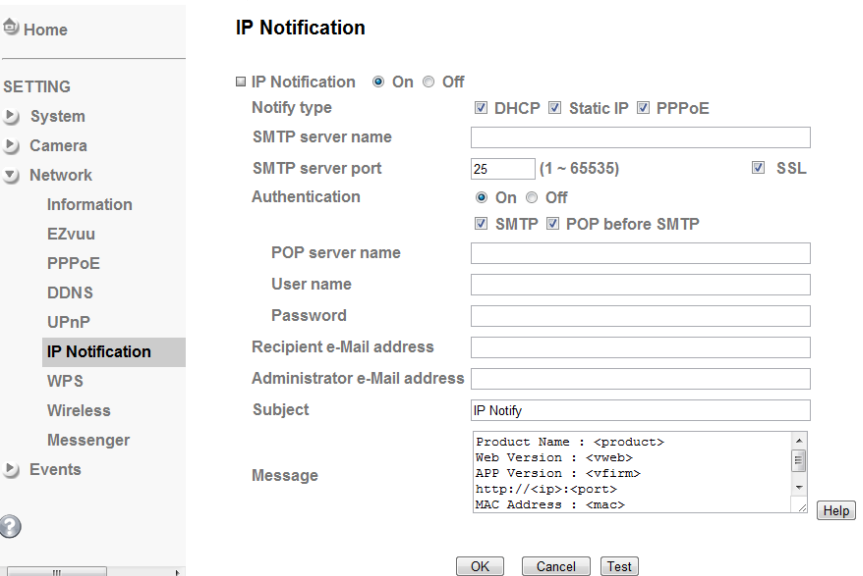 Home
SETTING
System
Camera
Network
Information
EZvuu
PPPoE
DDNS
UPnP
IP Notification
WPS
Wireless
Messenger
Events
?
IP Notification
IP Notification On Off
Notify type DHCP Static IP PPPoE
SMTP server name
SMTP server port 25 (1 ~ 65535) SSL
Authentication On Off
SMTP POP before SMTP
POP server name
User name
Password
Recipient e-Mail address
Administrator e-Mail address
Subject IP Notify
Message
Product Name : <product>
Web Version : <vweb>
APP Version : <vfirm>
http://<ip>:<port>
MAC Address : <mac>
Help
OK Cancel Test